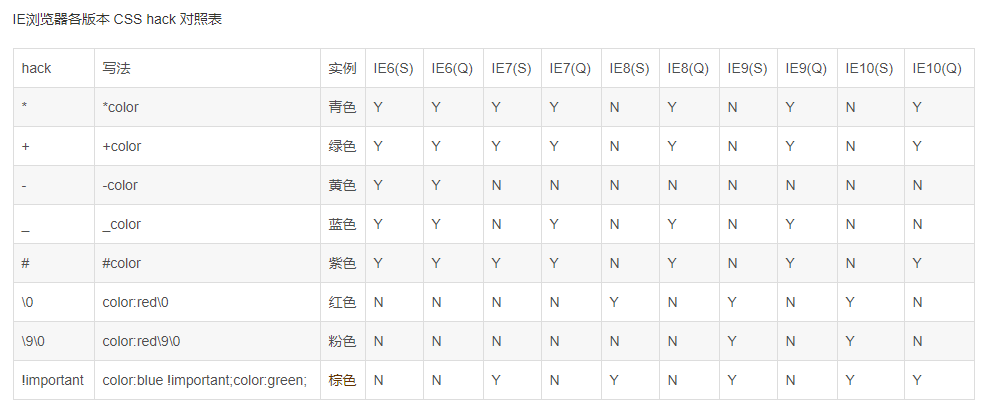 IE浏览器各版本 CSS hack 对照表
hack 写法 实例 IE6(S) IE6(Q) IE7(S) IE7(Q) IE8(S) IE8(Q) IE9(S) IE9(Q) IE10(S) IE10(Q)
* *color 青色 Y Y Y Y N Y N Y N Y
+ +color 绿色 Y Y Y Y N Y N Y N Y
- -color 黄色 Y Y N N N N N N N N
_ _color 蓝色 Y Y N Y N Y N Y N N
# #color 紫色 Y Y Y Y N Y N Y N Y
\0 color:red\0 红色 N N N N Y N Y N Y N
\9\0 color:red\9\0 粉色 N N N N N N Y N Y N
!important color:blue !important;color:green; 棕色 N N Y N Y N Y N Y Y